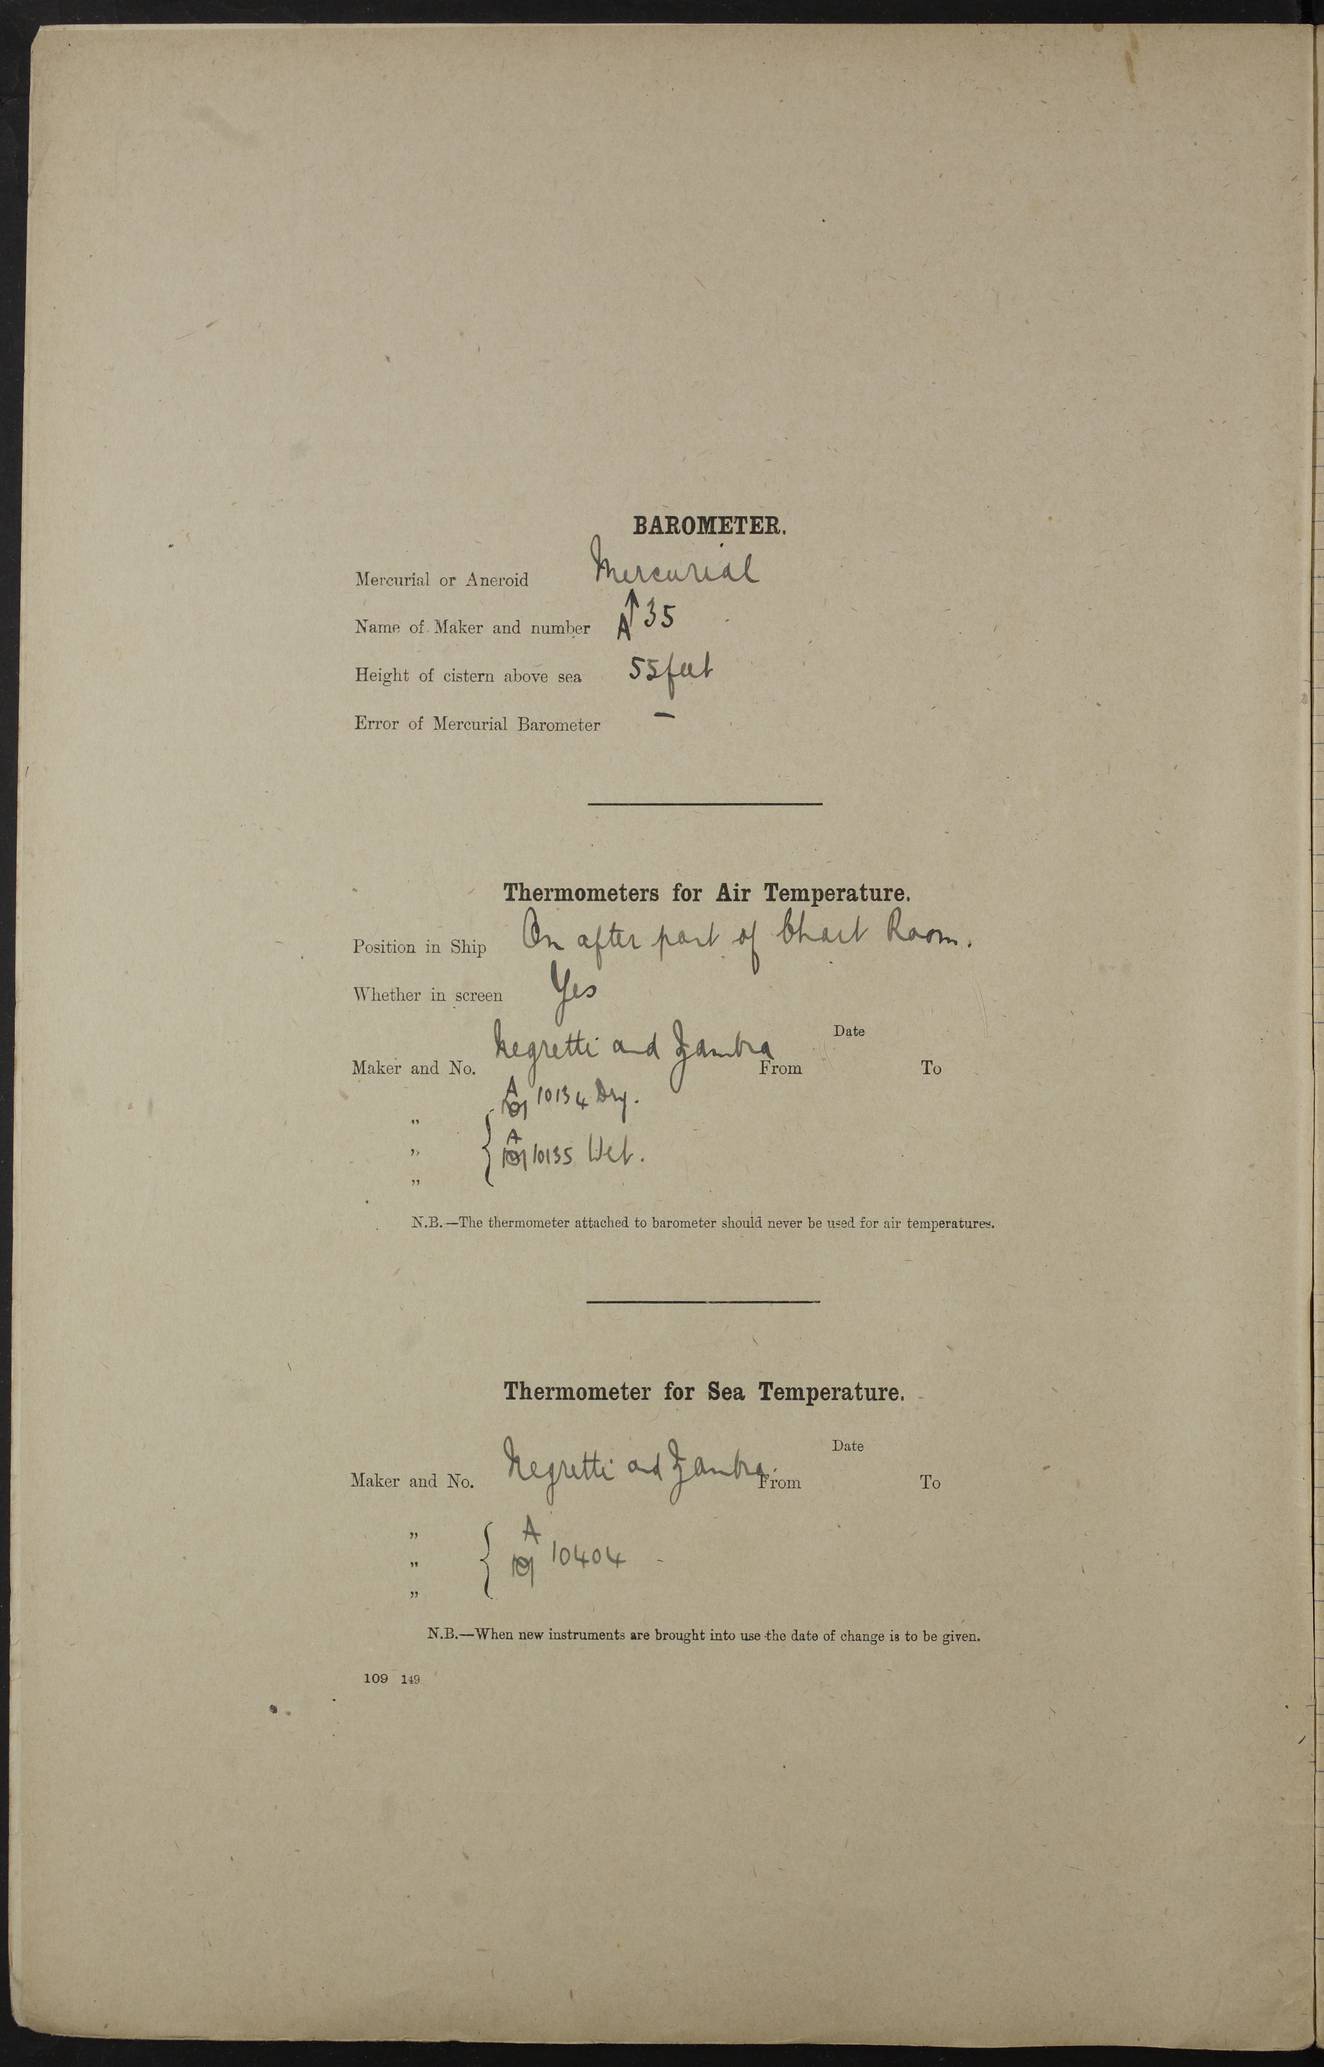 BAROMETER.
Mercurial or Aneroid Mercurial
Name of Maker and number A↑35
Height of cistern above sea 55 feet
Error of Mercurial Barometer –
Thermometers for Air Temperature.
Position in Ship On after part of Chart Room.
Whether in screen Yes
Date
Maker and No. Negretti and Zambra From To
„ A 10134 Dry.
„ { A 10135 Wet.
„
N.B.—The thermometer attached to barometer should never be used for air temperatures.
Thermometer for Sea Temperature.
Date
Maker and No. Negretti and Zambra. From To
„ A
„ { 10404
„
N.B.—When new instruments are brought into use the date of change is to be given.
109 149